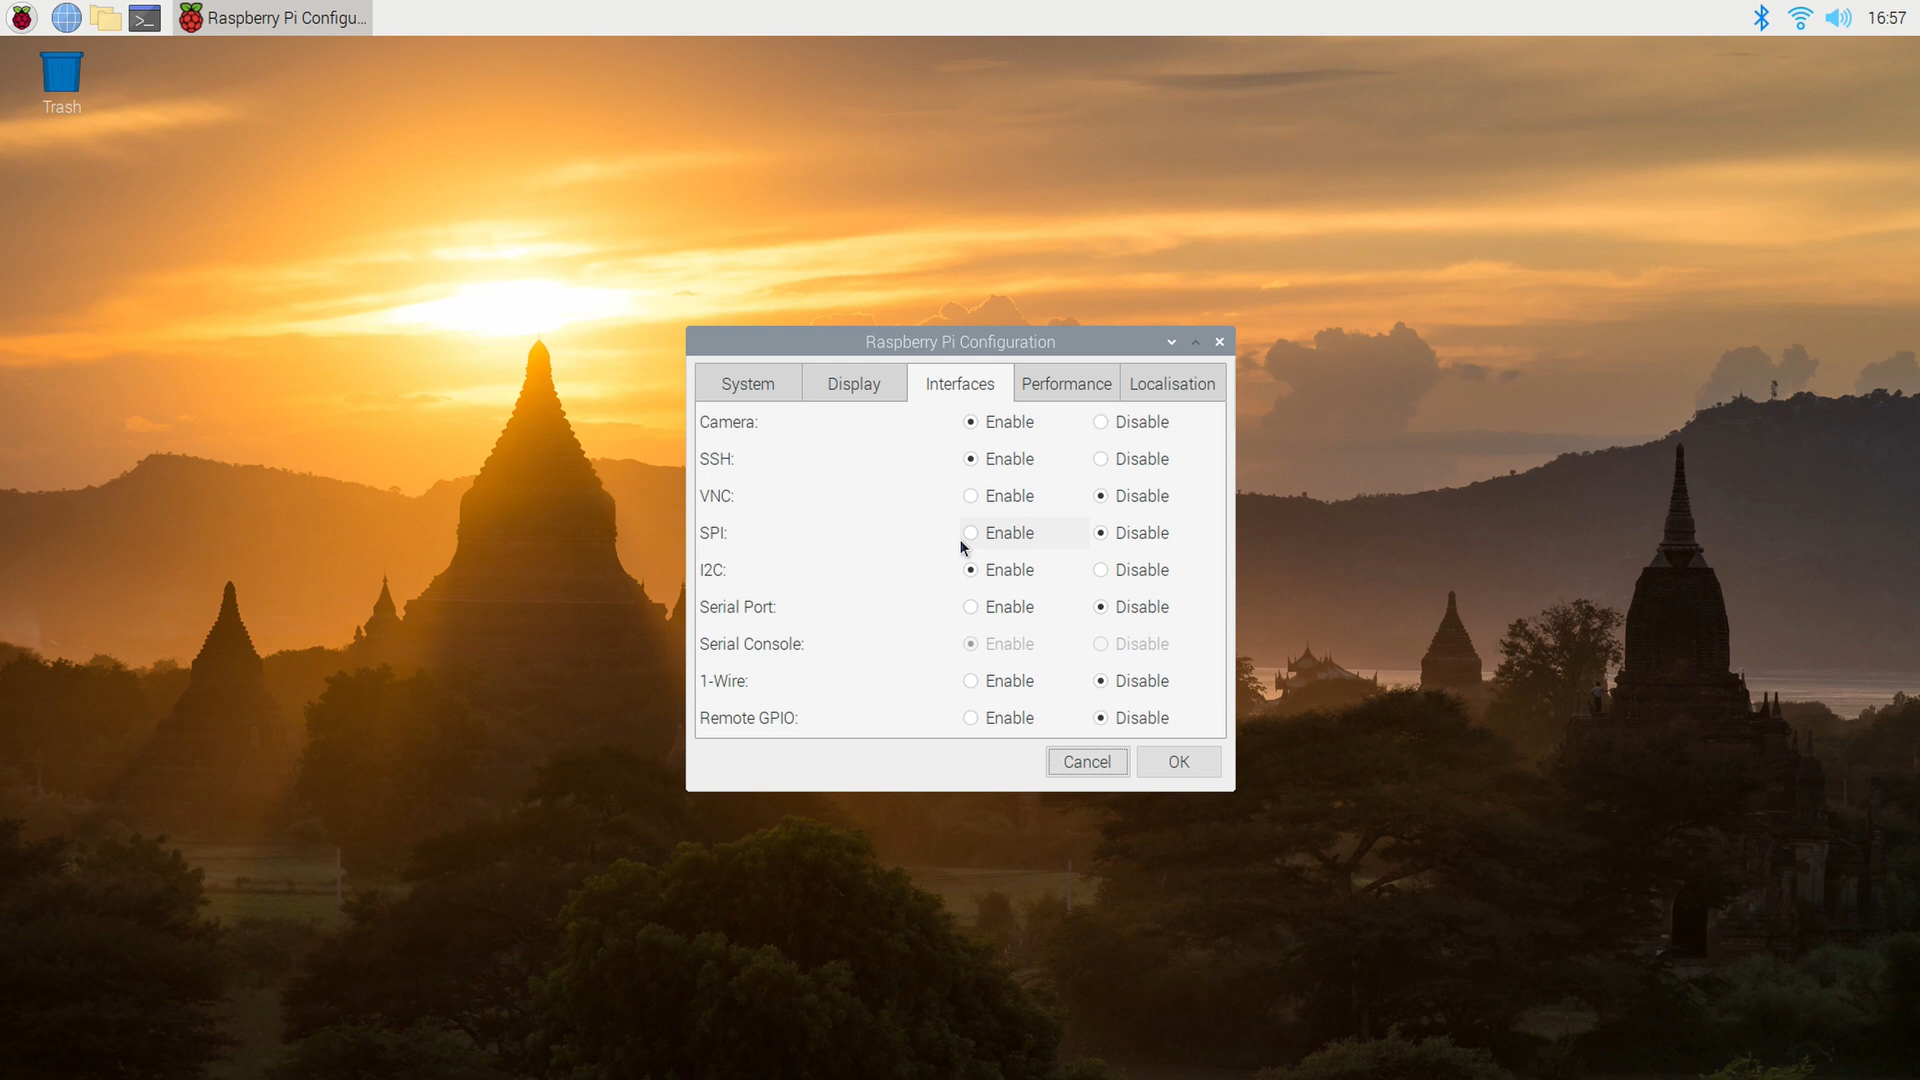 Raspberry Pi Configu...
16:57
Trash
Raspberry Pi Configuration
System Display Interfaces Performance Localisation
Camera: Enable Disable
SSH: Enable Disable
VNC: Enable Disable
SPI: Enable Disable
I2C: Enable Disable
Serial Port: Enable Disable
Serial Console: Enable Disable
1-Wire: Enable Disable
Remote GPIO: Enable Disable
Cancel OK